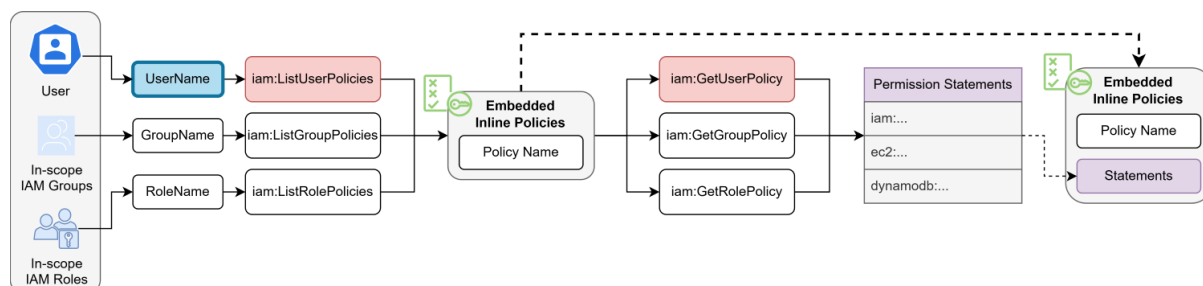 User
In-scope
IAM Groups
In-scope
IAM Roles
UserName
GroupName
RoleName
iam:ListUserPolicies
iam:ListGroupPolicies
iam:ListRolePolicies
Embedded
Inline Policies
Policy Name
iam:GetUserPolicy
iam:GetGroupPolicy
iam:GetRolePolicy
Permission Statements
iam:...
ec2:...
dynamodb:...
Embedded
Inline Policies
Policy Name
Statements